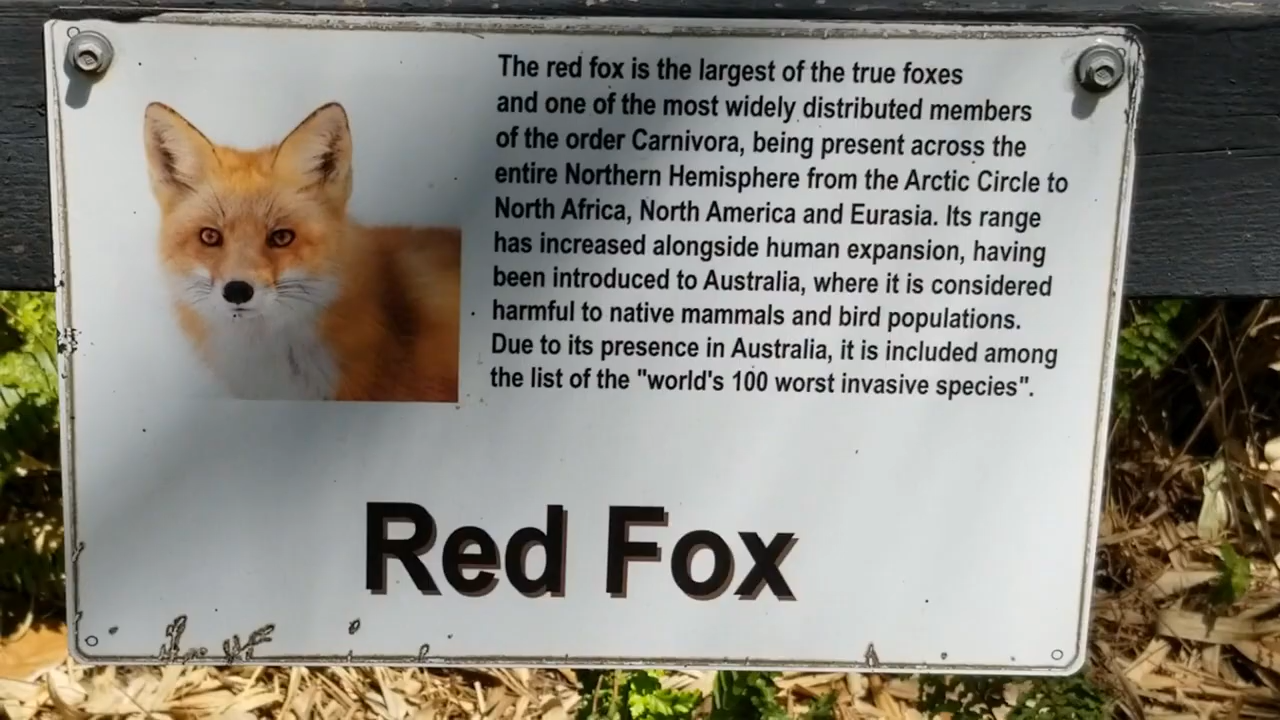 The red fox is the largest of the true foxes
and one of the most widely distributed members
of the order Carnivora, being present across the
entire Northern Hemisphere from the Arctic Circle to
North Africa, North America and Eurasia. Its range
has increased alongside human expansion, having
been introduced to Australia, where it is considered
harmful to native mammals and bird populations.
Due to its presence in Australia, it is included among
the list of the "world's 100 worst invasive species".
Red Fox